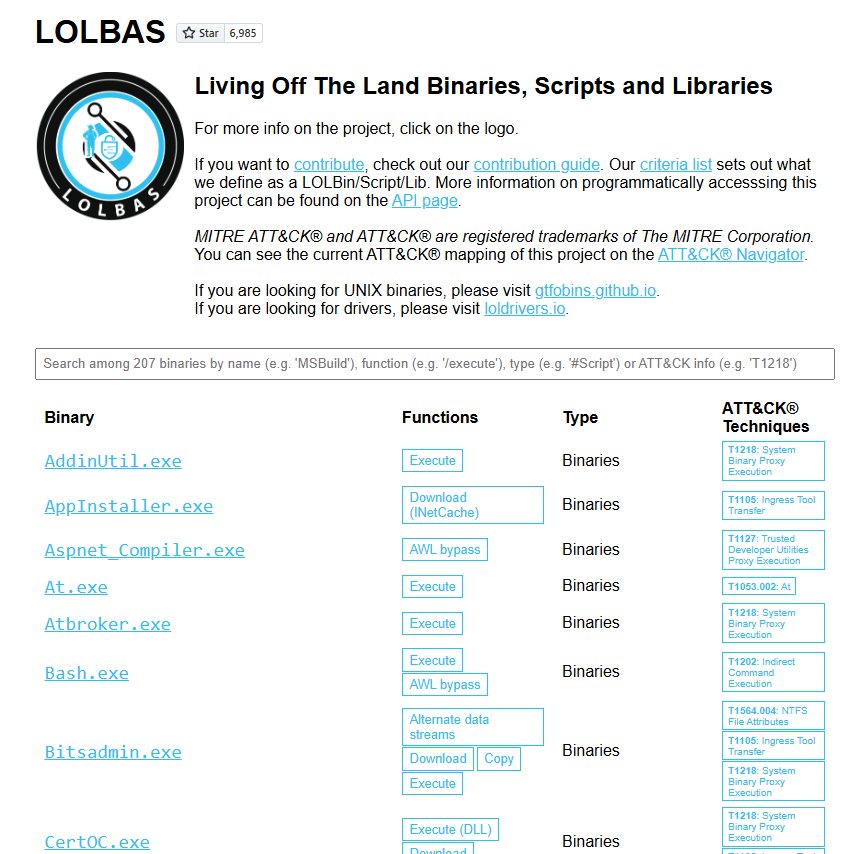 LOLBAS
Star 6,985
LOLBAS
Living Off The Land Binaries, Scripts and Libraries
For more info on the project, click on the logo.
If you want to contribute, check out our contribution guide. Our criteria list sets out what
we define as a LOLBin/Script/Lib. More information on programmatically accesssing this
project can be found on the API page.
MITRE ATT&CK® and ATT&CK® are registered trademarks of The MITRE Corporation.
You can see the current ATT&CK® mapping of this project on the ATT&CK® Navigator.
If you are looking for UNIX binaries, please visit gtfobins.github.io.
If you are looking for drivers, please visit loldrivers.io.
Search among 207 binaries by name (e.g. 'MSBuild'), function (e.g. '/execute'), type (e.g. '#Script') or ATT&CK info (e.g. 'T1218')
Binary Functions Type ATT&CK®
Techniques
AddinUtil.exe Execute Binaries T1218: System
Binary Proxy
Execution
AppInstaller.exe Download
(INetCache) Binaries T1105: Ingress Tool
Transfer
Aspnet_Compiler.exe AWL bypass Binaries T1127: Trusted
Developer Utilities
Proxy Execution
At.exe Execute Binaries T1053.002: At
Atbroker.exe Execute Binaries T1218: System
Binary Proxy
Execution
Bash.exe Execute
AWL bypass Binaries T1202: Indirect
Command
Execution
Bitsadmin.exe Alternate data
streams
Download Copy
Execute Binaries T1564.004: NTFS
File Attributes
T1105: Ingress Tool
Transfer
T1218: System
Binary Proxy
Execution
CertOC.exe Execute (DLL)
Download Binaries T1218: System
Binary Proxy
Execution